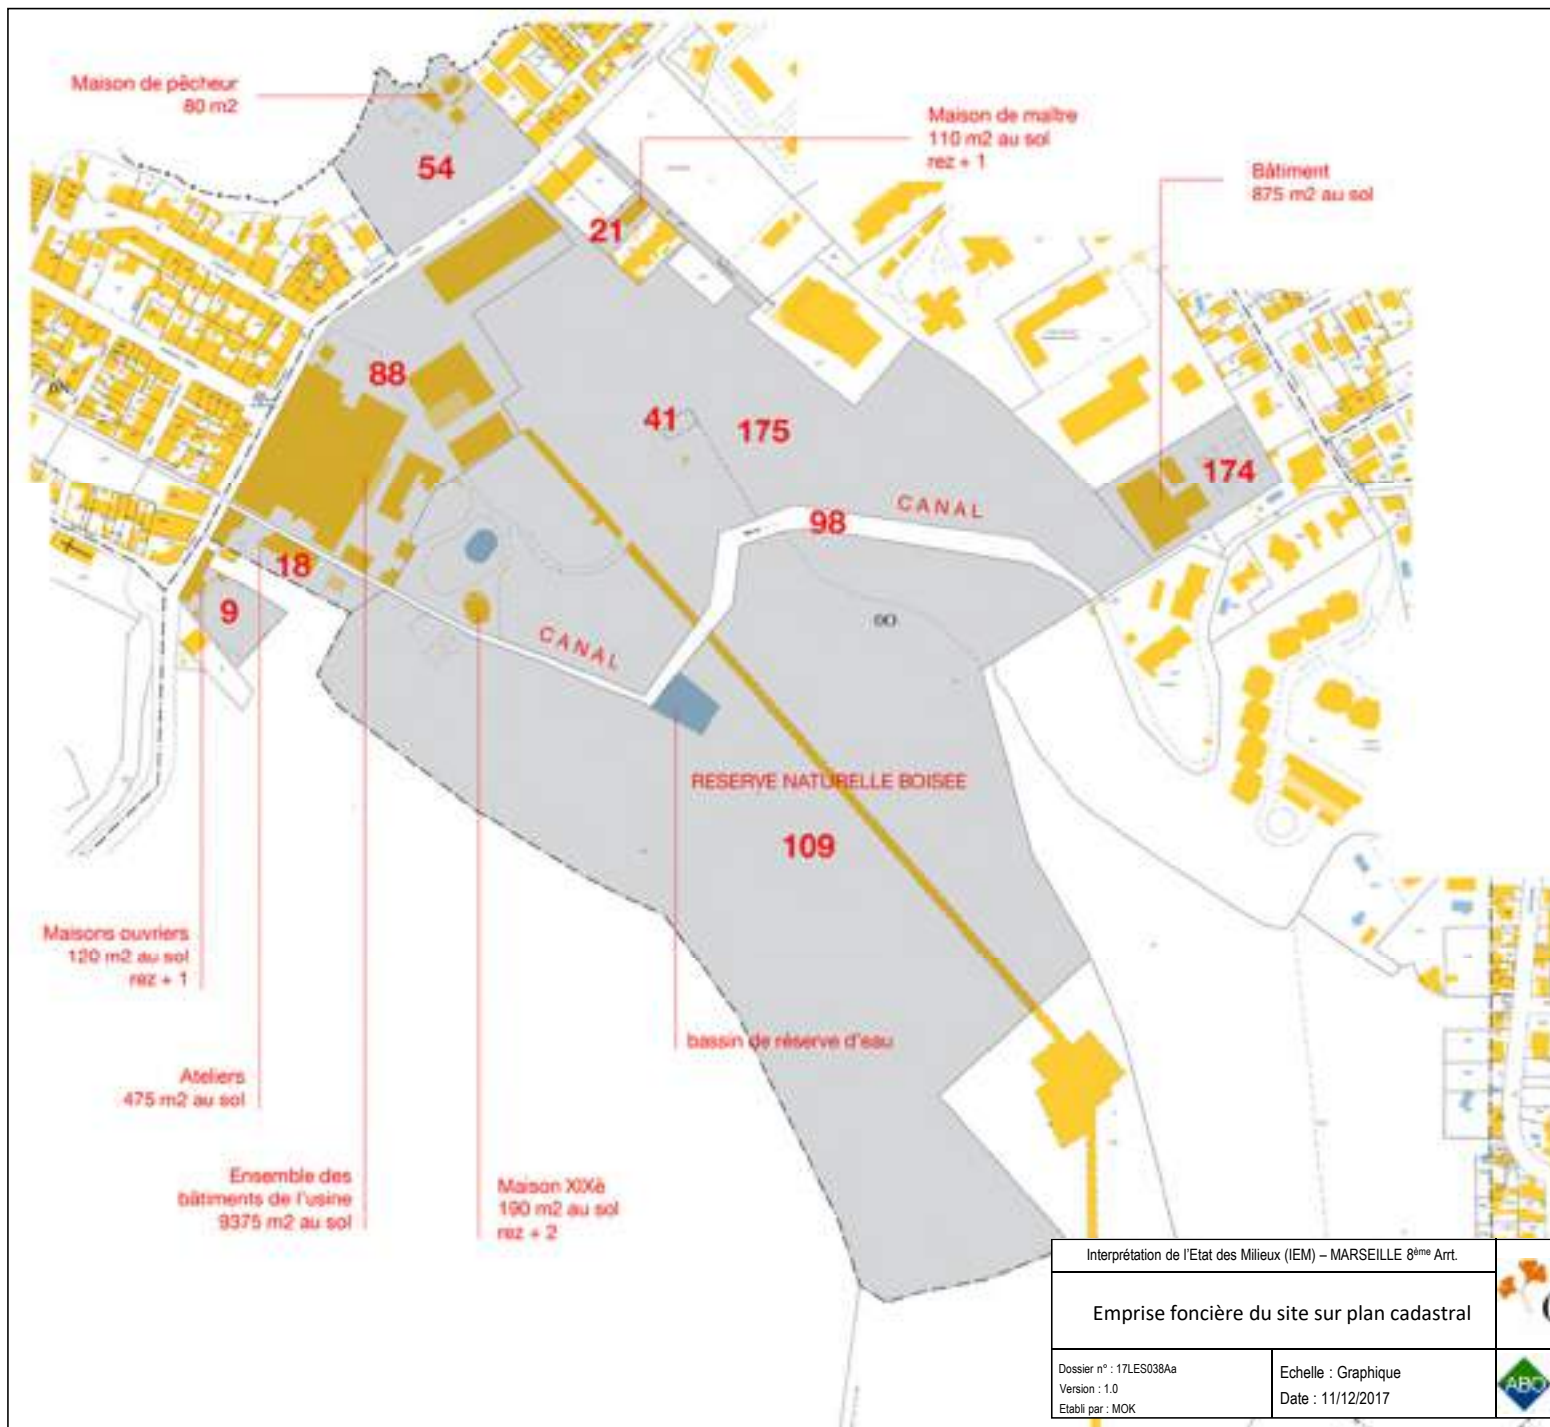 Maison de pêcheur
80 m2
54
Maison de maître
110 m2 au sol
rez + 1
Bâtiment
875 m2 au sol
21
88
41
175
174
CANAL
98
18
9
CANAL
RESERVE NATURELLE BOISEE
109
Maisons ouvriers
120 m2 au sol
rez + 1
bassin de réserve d'eau
Ateliers
475 m2 au sol
Ensemble des
bâtiments de l'usine
9375 m2 au sol
Maison XIXè
190 m2 au sol
rez + 2
Interprétation de l'Etat des Milieux (IEM) – MARSEILLE 8ème Arrt.
Emprise foncière du site sur plan cadastral
Dossier n° : 17LES038Aa
Version : 1.0
Etabli par : MOK
Echelle : Graphique
Date : 11/12/2017
ABO